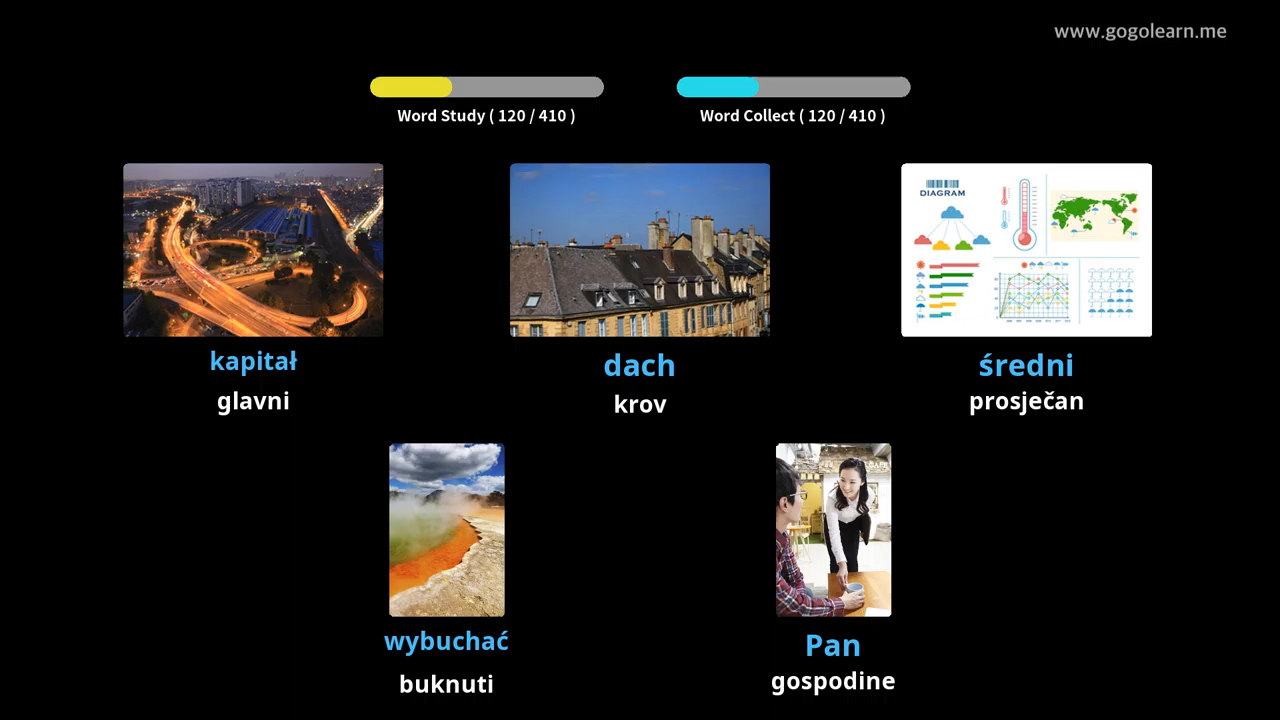 www.gogolearn.me
Word Study ( 120 / 410 )
Word Collect ( 120 / 410 )
DIAGRAM
kapitał
glavni
dach
krov
średni
prosječan
wybuchać
buknuti
Pan
gospodine